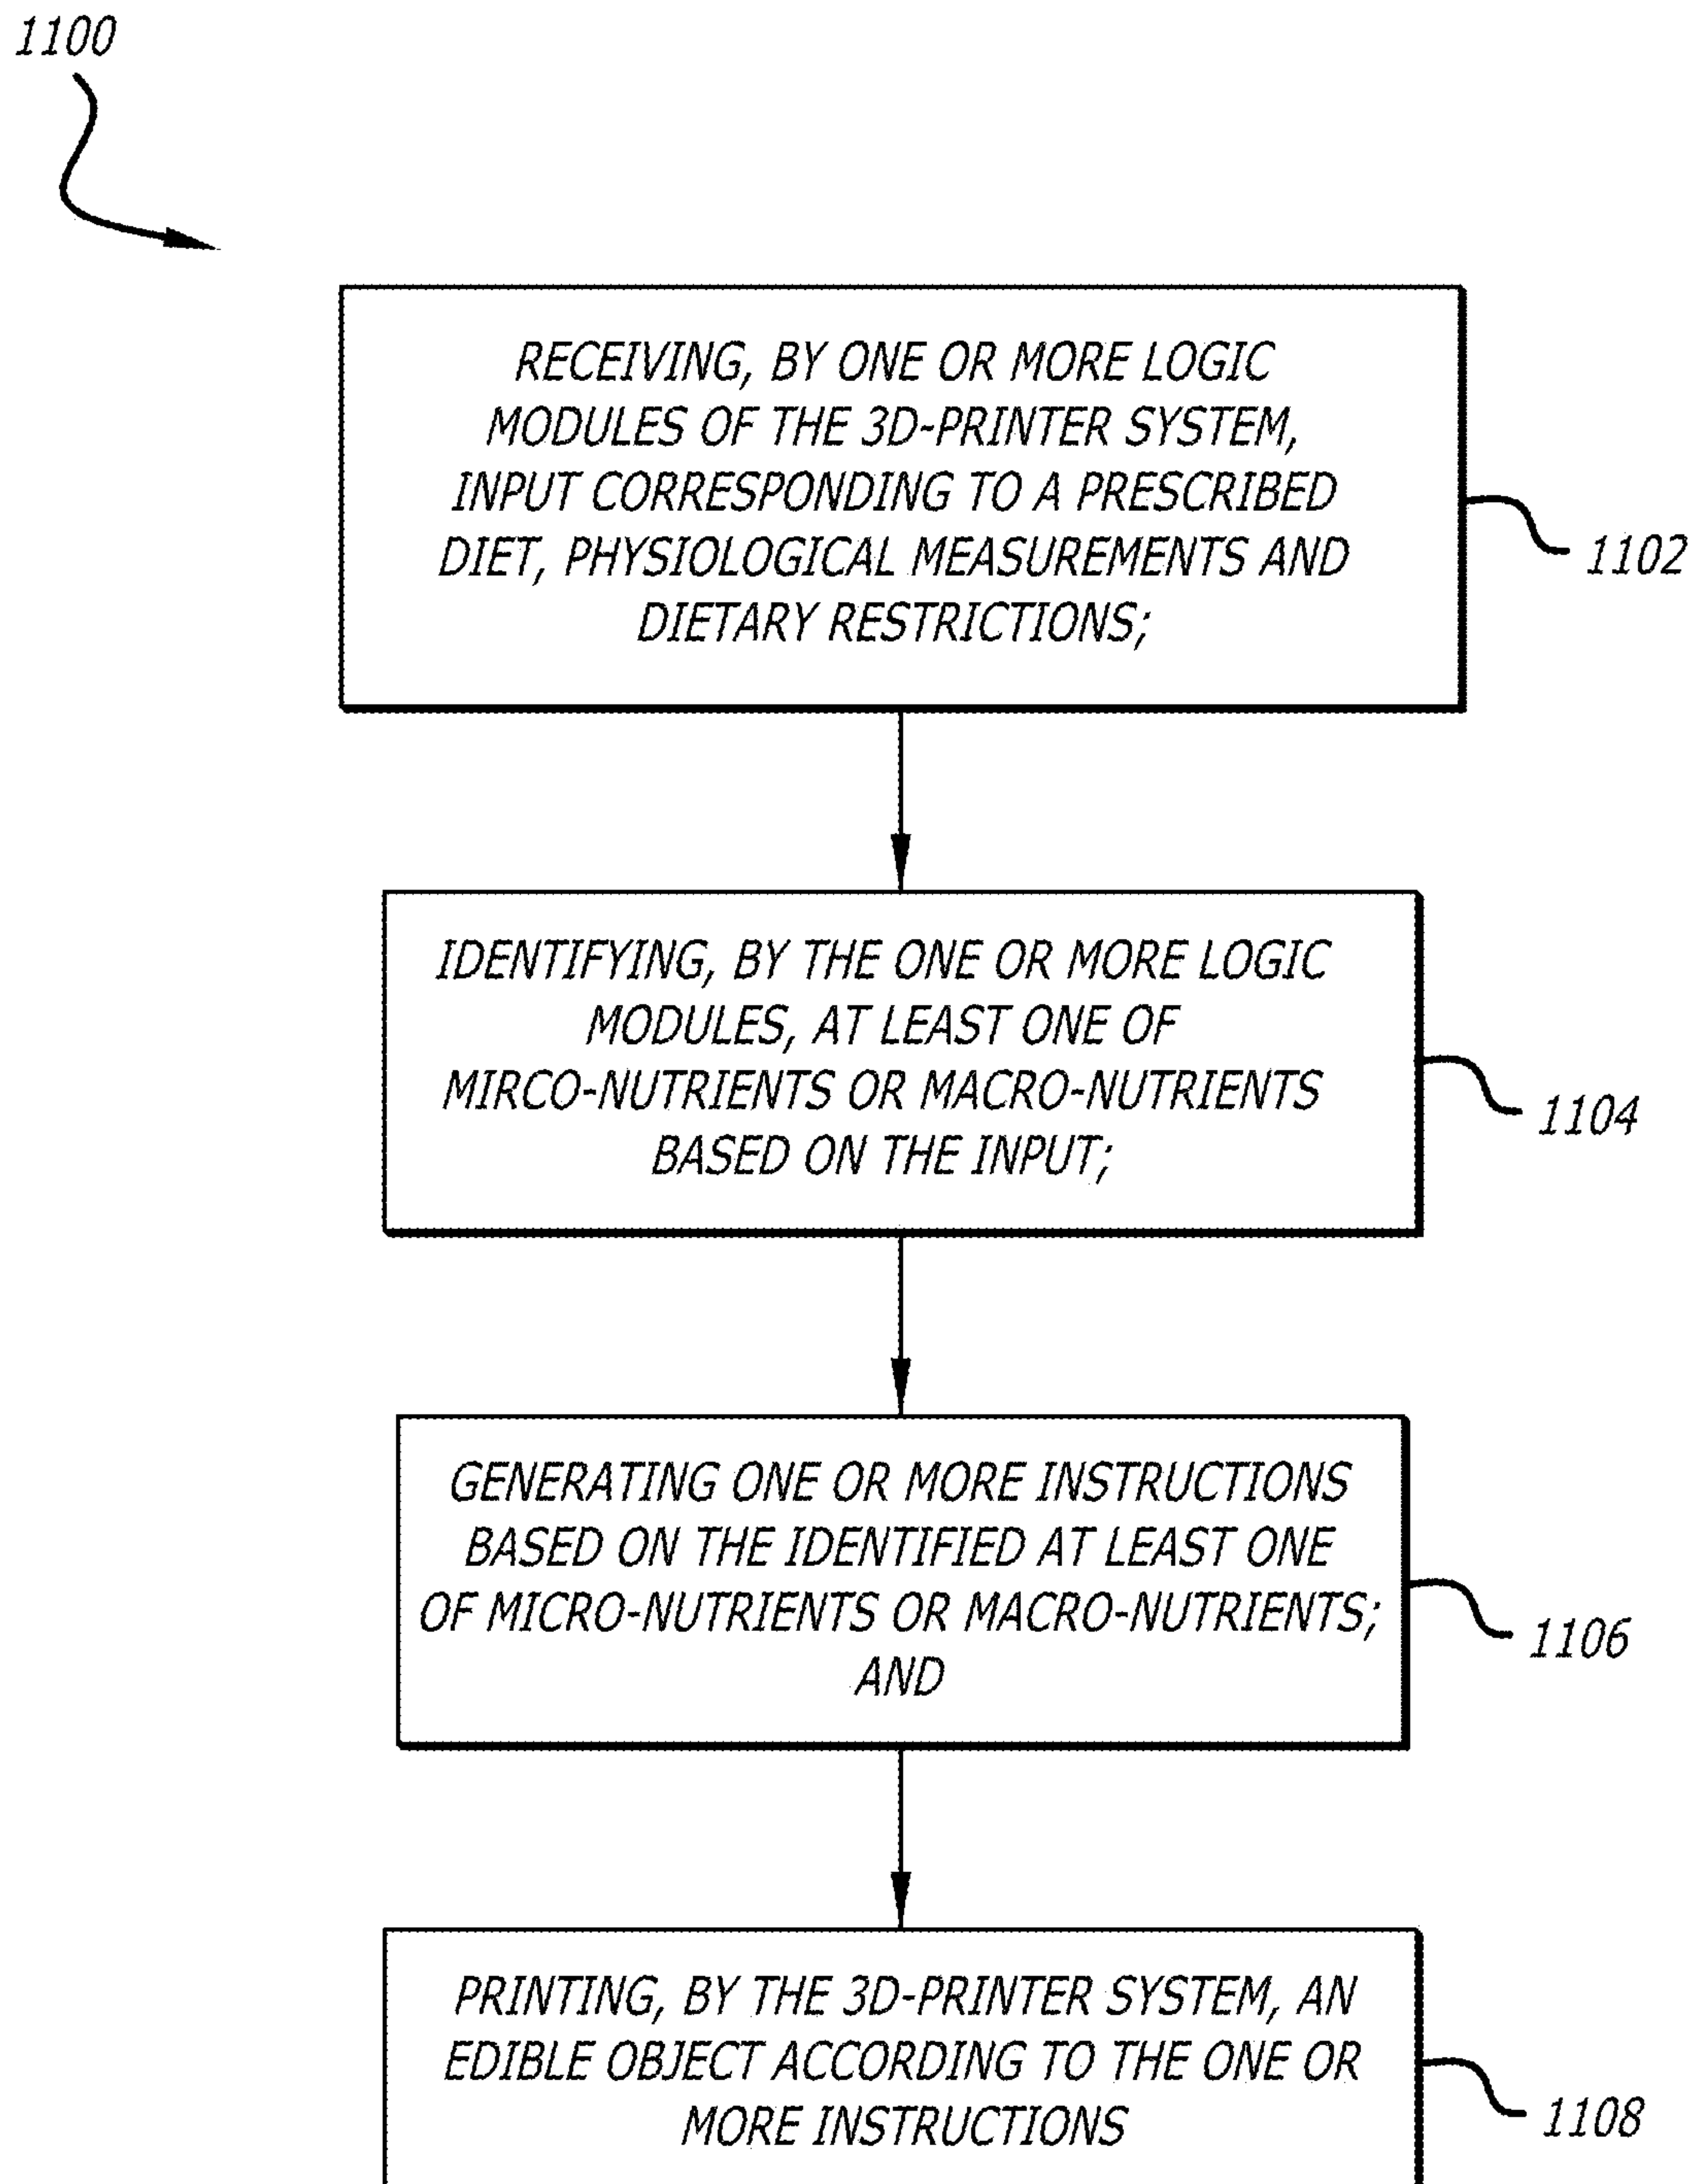 1100
RECEIVING, BY ONE OR MORE LOGIC
MODULES OF THE 3D-PRINTER SYSTEM,
INPUT CORRESPONDING TO A PRESCRIBED
DIET, PHYSIOLOGICAL MEASUREMENTS AND
DIETARY RESTRICTIONS;
1102
IDENTIFYING, BY THE ONE OR MORE LOGIC
MODULES, AT LEAST ONE OF
MIRCO-NUTRIENTS OR MACRO-NUTRIENTS
BASED ON THE INPUT;
1104
GENERATING ONE OR MORE INSTRUCTIONS
BASED ON THE IDENTIFIED AT LEAST ONE
OF MICRO-NUTRIENTS OR MACRO-NUTRIENTS;
AND
1106
PRINTING, BY THE 3D-PRINTER SYSTEM, AN
EDIBLE OBJECT ACCORDING TO THE ONE OR
MORE INSTRUCTIONS
1108